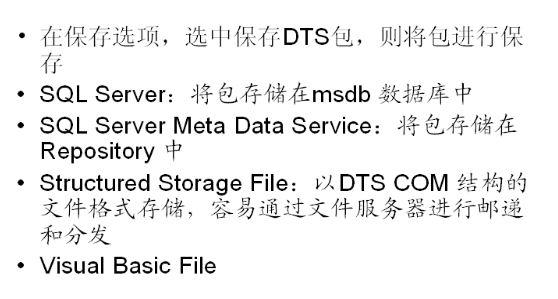 • 在保存选项，选中保存DTS包，则将包进行保
存
• SQL Server：将包存储在msdb 数据库中
• SQL Server Meta Data Service：将包存储在
Repository 中
• Structured Storage File：以DTS COM 结构的
文件格式存储，容易通过文件服务器进行邮递
和分发
• Visual Basic File